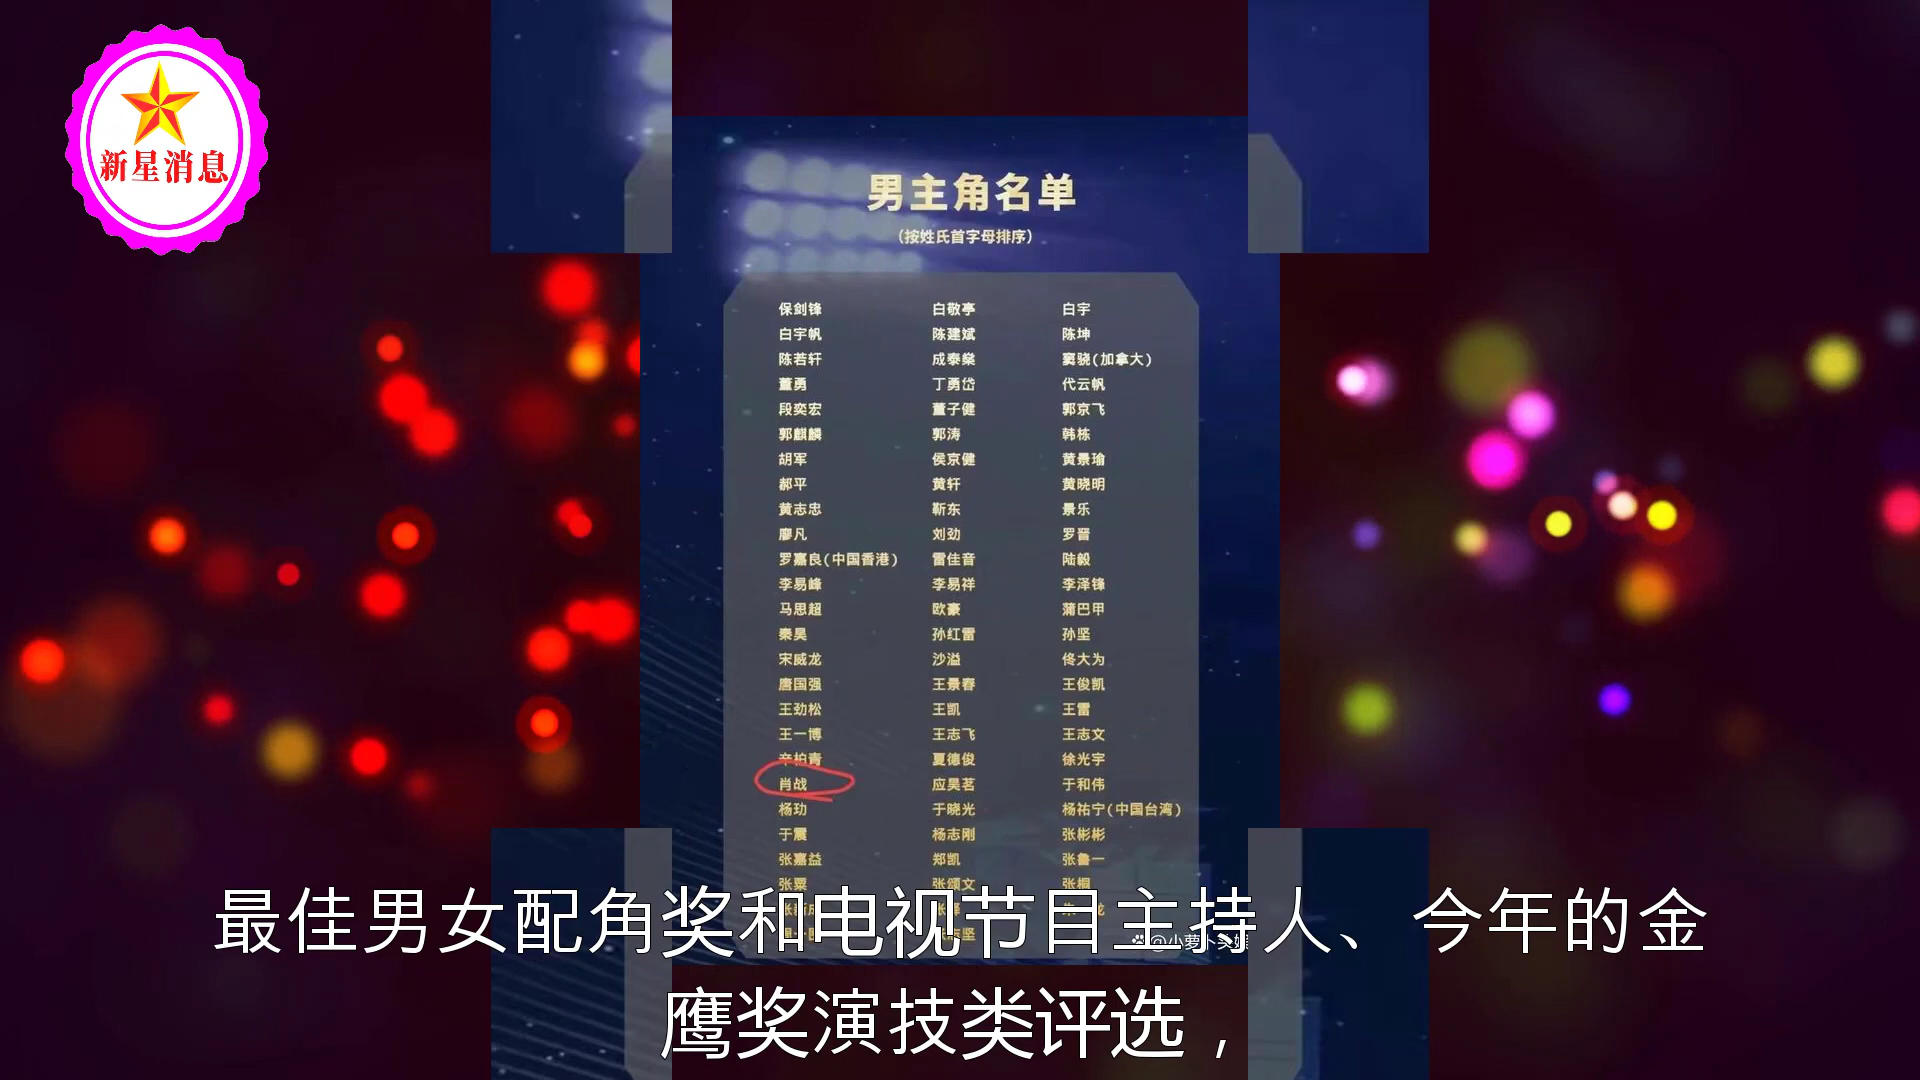 新星消息
男主角名单
(按姓氏首字母排序)
保剑锋 白敬亭 白宇
白宇帆 陈建斌 陈坤
陈若轩 成泰燊 窦骁(加拿大)
董勇 丁勇岱 代云帆
段奕宏 董子健 郭京飞
郭麒麟 郭涛 韩栋
胡军 侯京健 黄景瑜
郝平 黄轩 黄晓明
黄志忠 靳东 景乐
廖凡 刘劲 罗晋
罗嘉良(中国香港) 雷佳音 陆毅
李易峰 李易祥 李泽锋
马思超 欧豪 蒲巴甲
秦昊 孙红雷 孙坚
宋威龙 沙溢 佟大为
唐国强 王景春 王俊凯
王劲松 王凯 王雷
王一博 王志飞 王志文
辛柏青 夏德俊 徐光宇
肖战 应昊茗 于和伟
杨玏 于晓光 杨祐宁(中国台湾)
于震 杨志刚 张彬彬
张嘉益 郑凯 张鲁一
张粟 张颂文 张桐
最佳男女配角奖和电视节目主持人、今年的金
鹰奖演技类评选，